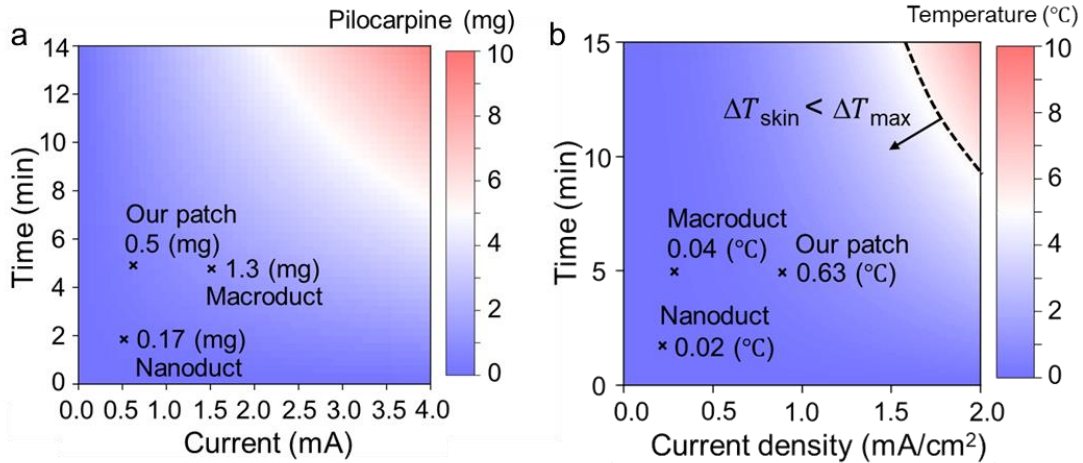 a
Pilocarpine (mg)
Time (min)
14
12
10
8
6
4
2
0
Our patch
0.5 (mg)
1.3 (mg)
Macroduct
0.17 (mg)
Nanoduct
0.0 0.5 1.0 1.5 2.0 2.5 3.0 3.5 4.0
Current (mA)
10
8
6
4
2
0
b
Temperature (℃)
Time (min)
15
10
5
0
ΔTskin < ΔTmax
Macroduct
0.04 (℃)
Our patch
0.63 (℃)
Nanoduct
0.02 (℃)
0.0 0.5 1.0 1.5 2.0
Current density (mA/cm²)
10
8
6
4
2
0